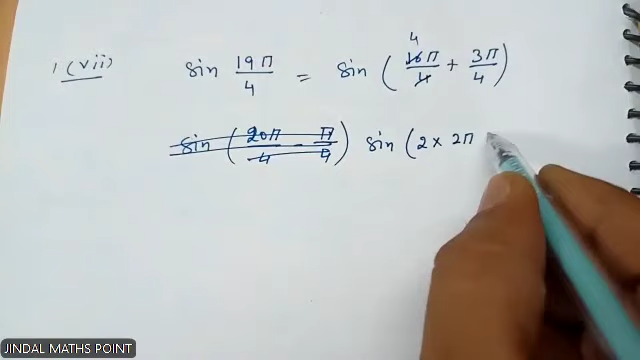 1(vii) sin 19π/4 = sin (16π/4 + 3π/4)
4
sin (20π/4 - π/4) sin (2 × 2π
JINDAL MATHS POINT